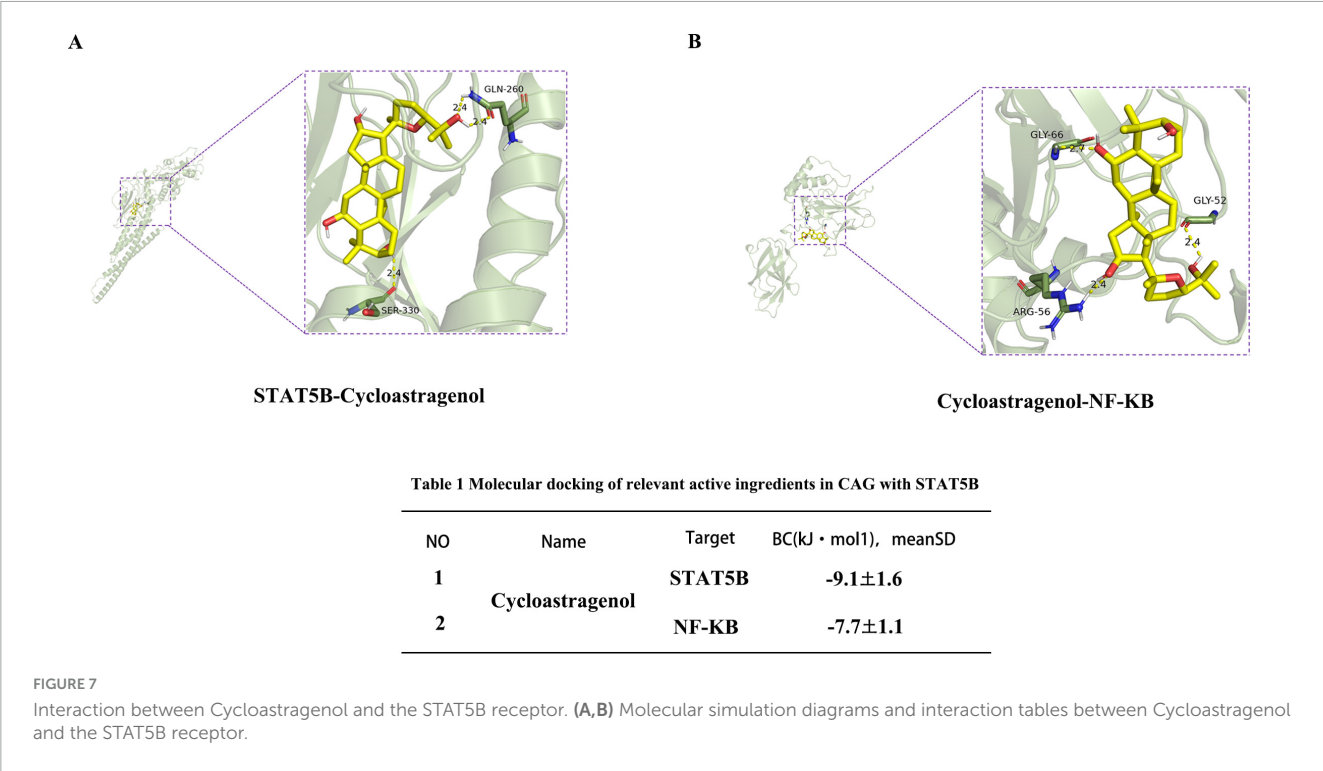 A
B
GLN-260
2.4
2.4
2.4
SER-330
GLY-66
2.7
GLY-52
2.4
2.4
ARG-56
STAT5B-Cycloastragenol
Cycloastragenol-NF-KB
Table 1 Molecular docking of relevant active ingredients in CAG with STAT5B
NO Name Target BC(kJ・mol1), meanSD
1 STAT5B -9.1±1.6
Cycloastragenol
2 NF-KB -7.7±1.1
FIGURE 7
Interaction between Cycloastragenol and the STAT5B receptor. (A,B) Molecular simulation diagrams and interaction tables between Cycloastragenol
and the STAT5B receptor.